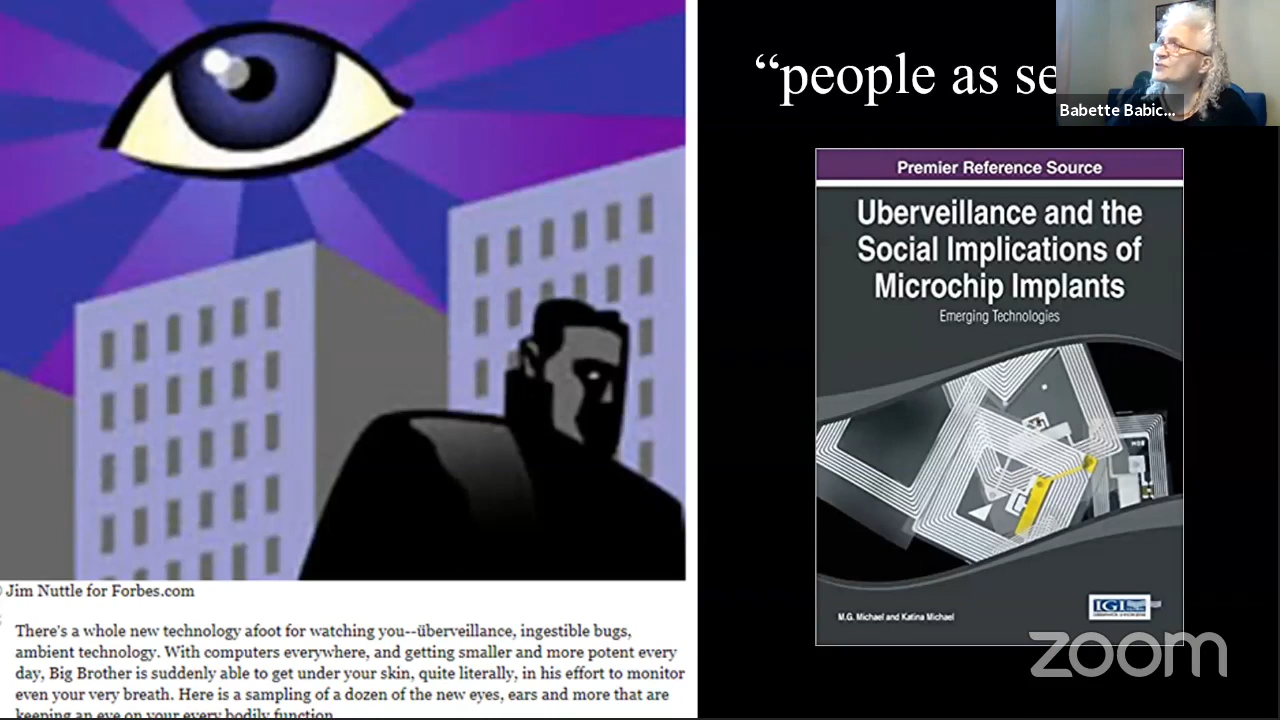 © Jim Nuttle for Forbes.com
There's a whole new technology afoot for watching you--überveillance, ingestible bugs,
ambient technology. With computers everywhere, and getting smaller and more potent every
day, Big Brother is suddenly able to get under your skin, quite literally, in his effort to monitor
even your very breath. Here is a sampling of a dozen of the new eyes, ears and more that are
keeping an eye on your every bodily function
“people as se
Babette Babic...
Premier Reference Source
Uberveillance and the
Social Implications of
Microchip Implants
Emerging Technologies
M.G. Michael and Katina Michael
IGI
zoom